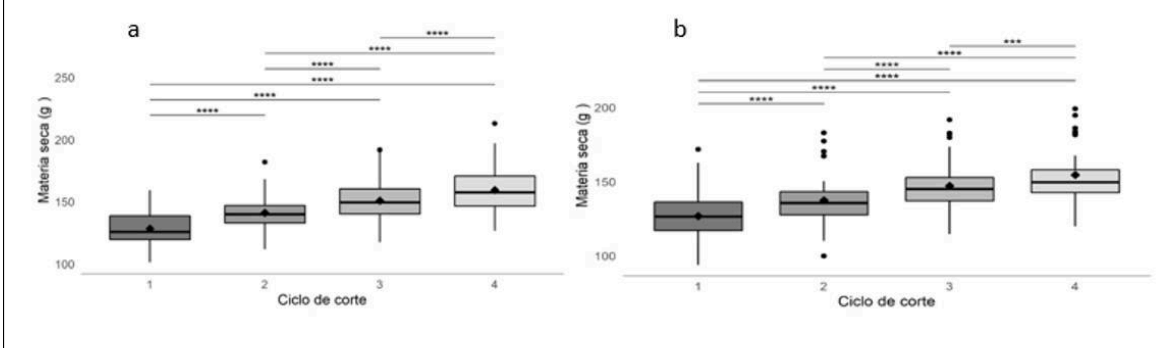 a
****
****
****
****
****
****
250
200
150
100
Materia seca (g )
1 2 3 4
Ciclo de corte
b
***
****
****
****
****
****
200
150
100
Materia seca (g )
1 2 3 4
Ciclo de corte